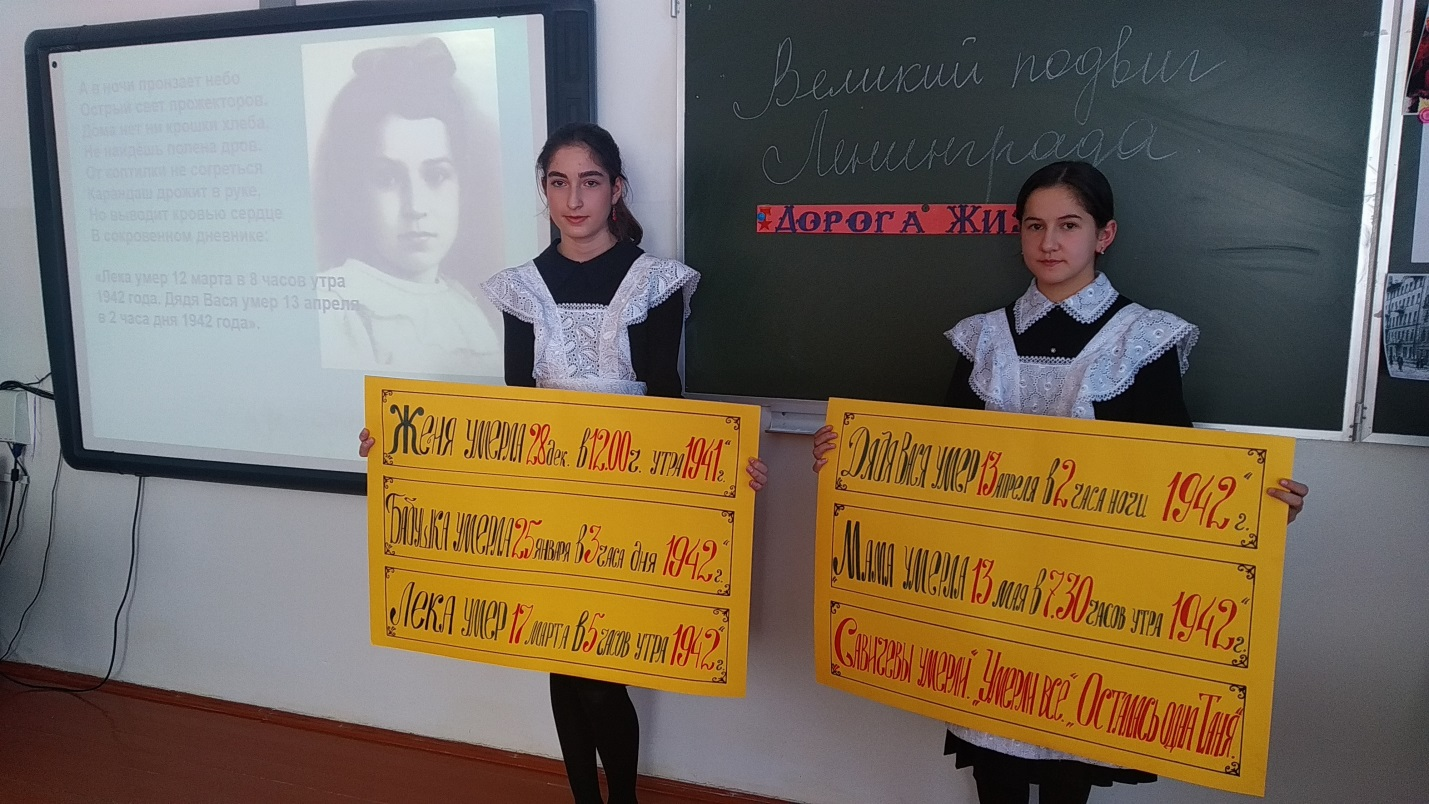 А в ночи пронзает небо
Острый свет прожекторов.
Дома нет ни крошки хлеба,
Не найдёшь полена дров.
От коптилки не согреться
Карандаш дрожит в руке,
Но выводит кровью сердце
В сокровенном дневнике:
«Лека умер 12 марта в 8 часов утра
1942 года. Дядя Вася умер 13 апреля
в 2 часа дня 1942 года».
Великий подвиг
Ленинграда
ДОРОГА ЖИЗ
Женя умерла 28 дек. в 12.00 ч. утра 1941 г."
Бабушка умерла 25 января в 3 часа дня 1942 г."
Лека умер 17 марта в 5 часов утра 1942 г."
Дядя Вася умер 13 апреля в 2 часа ночи 1942 г."
Мама умерла 13 мая в 7.30 часов утра 1942 г."
Савичевы умерли". „Умерли все". „Осталась одна Таня"